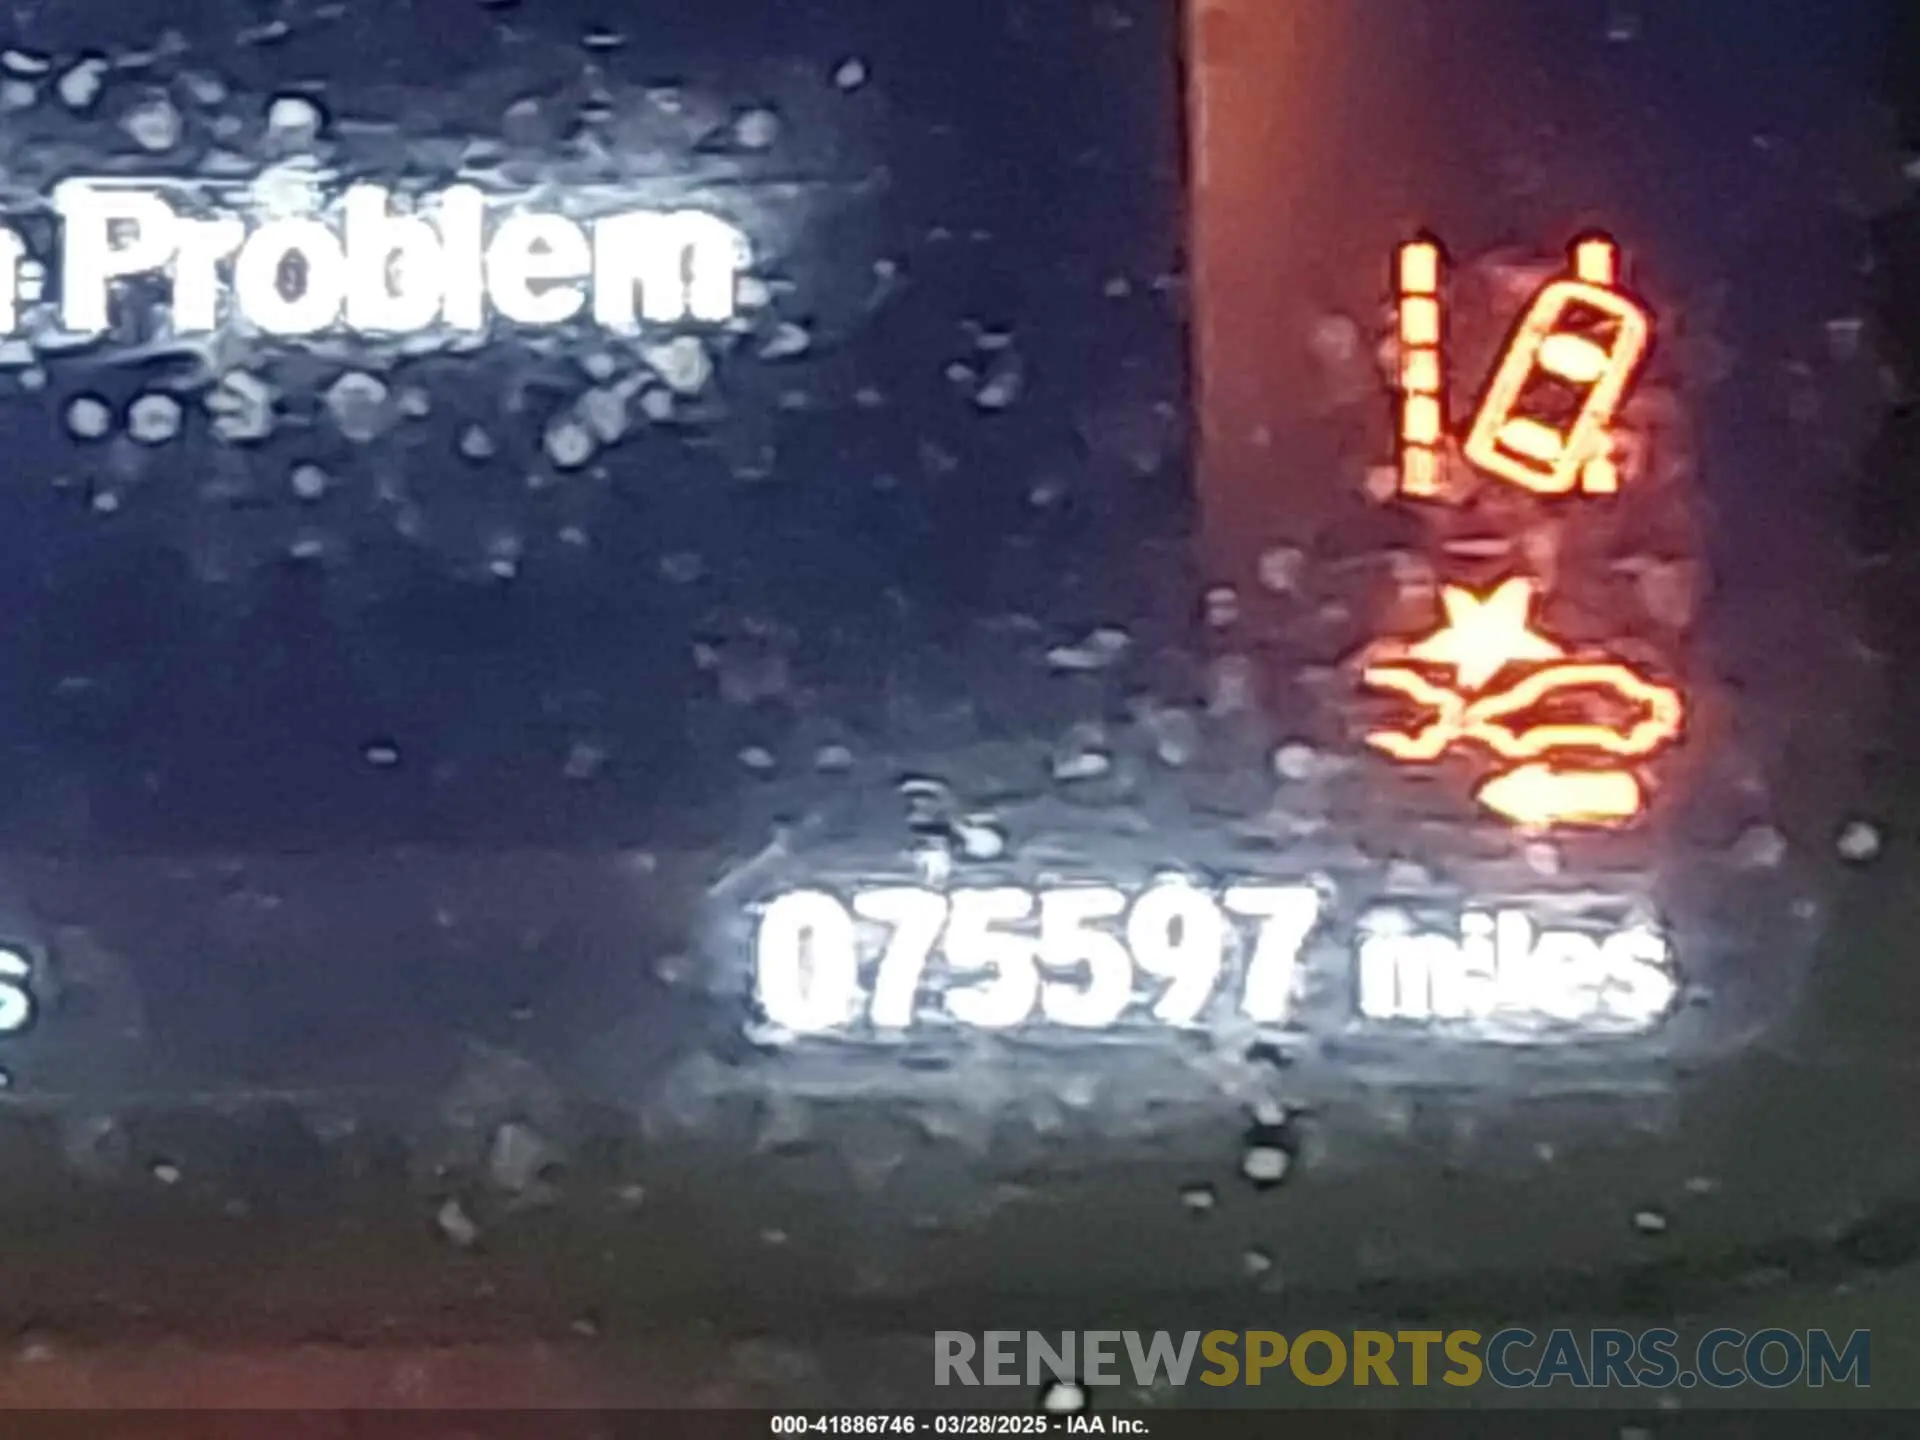 Problem
075597 miles
RENEWSPORTSCARS.COM
000-41886746 - 03/28/2025 - IAA Inc.